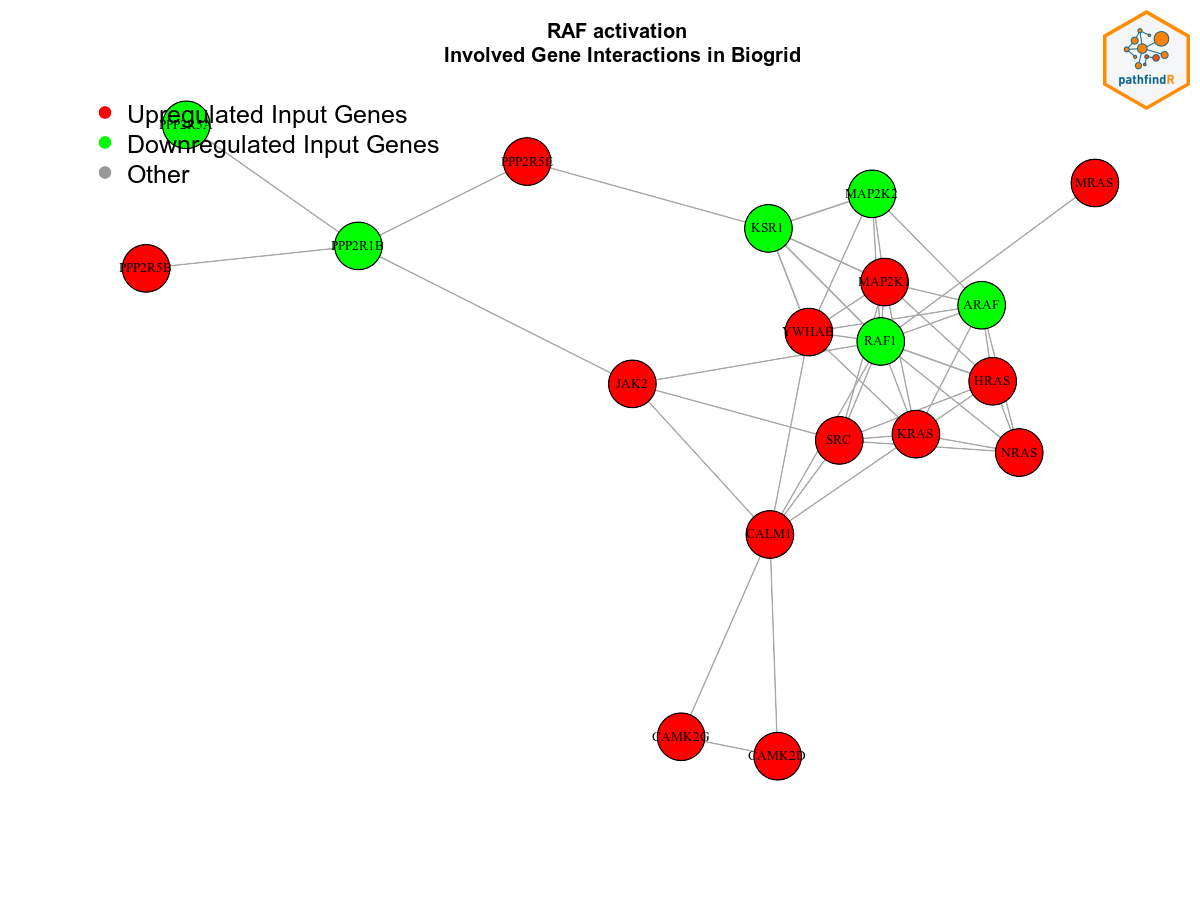 RAF activation
Involved Gene Interactions in Biogrid
pathfindR
Upregulated Input Genes
Downregulated Input Genes
Other
PPP2R5A
PPP2R5E
MRAS
MAP2K2
KSR1
PPP2R1B
PPP2R5B
MAP2K1
ARAF
YWHAB
RAF1
JAK2
HRAS
SRC
KRAS
NRAS
CALM1
CAMK2G
CAMK2D